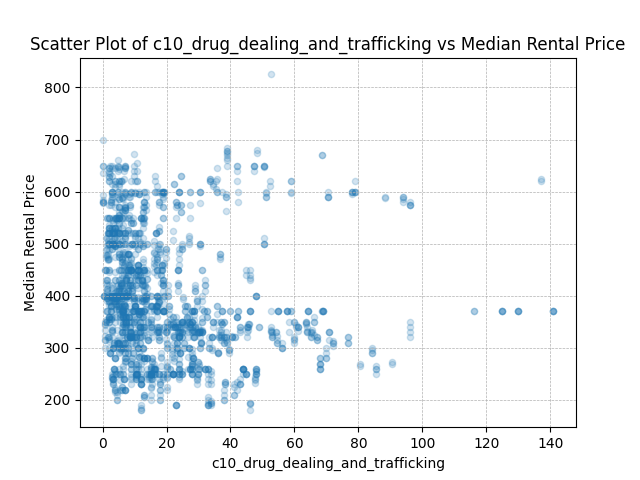 Scatter Plot of c10_drug_dealing_and_trafficking vs Median Rental Price
800
700
600
500
400
300
200
Median Rental Price
0 20 40 60 80 100 120 140
c10_drug_dealing_and_trafficking